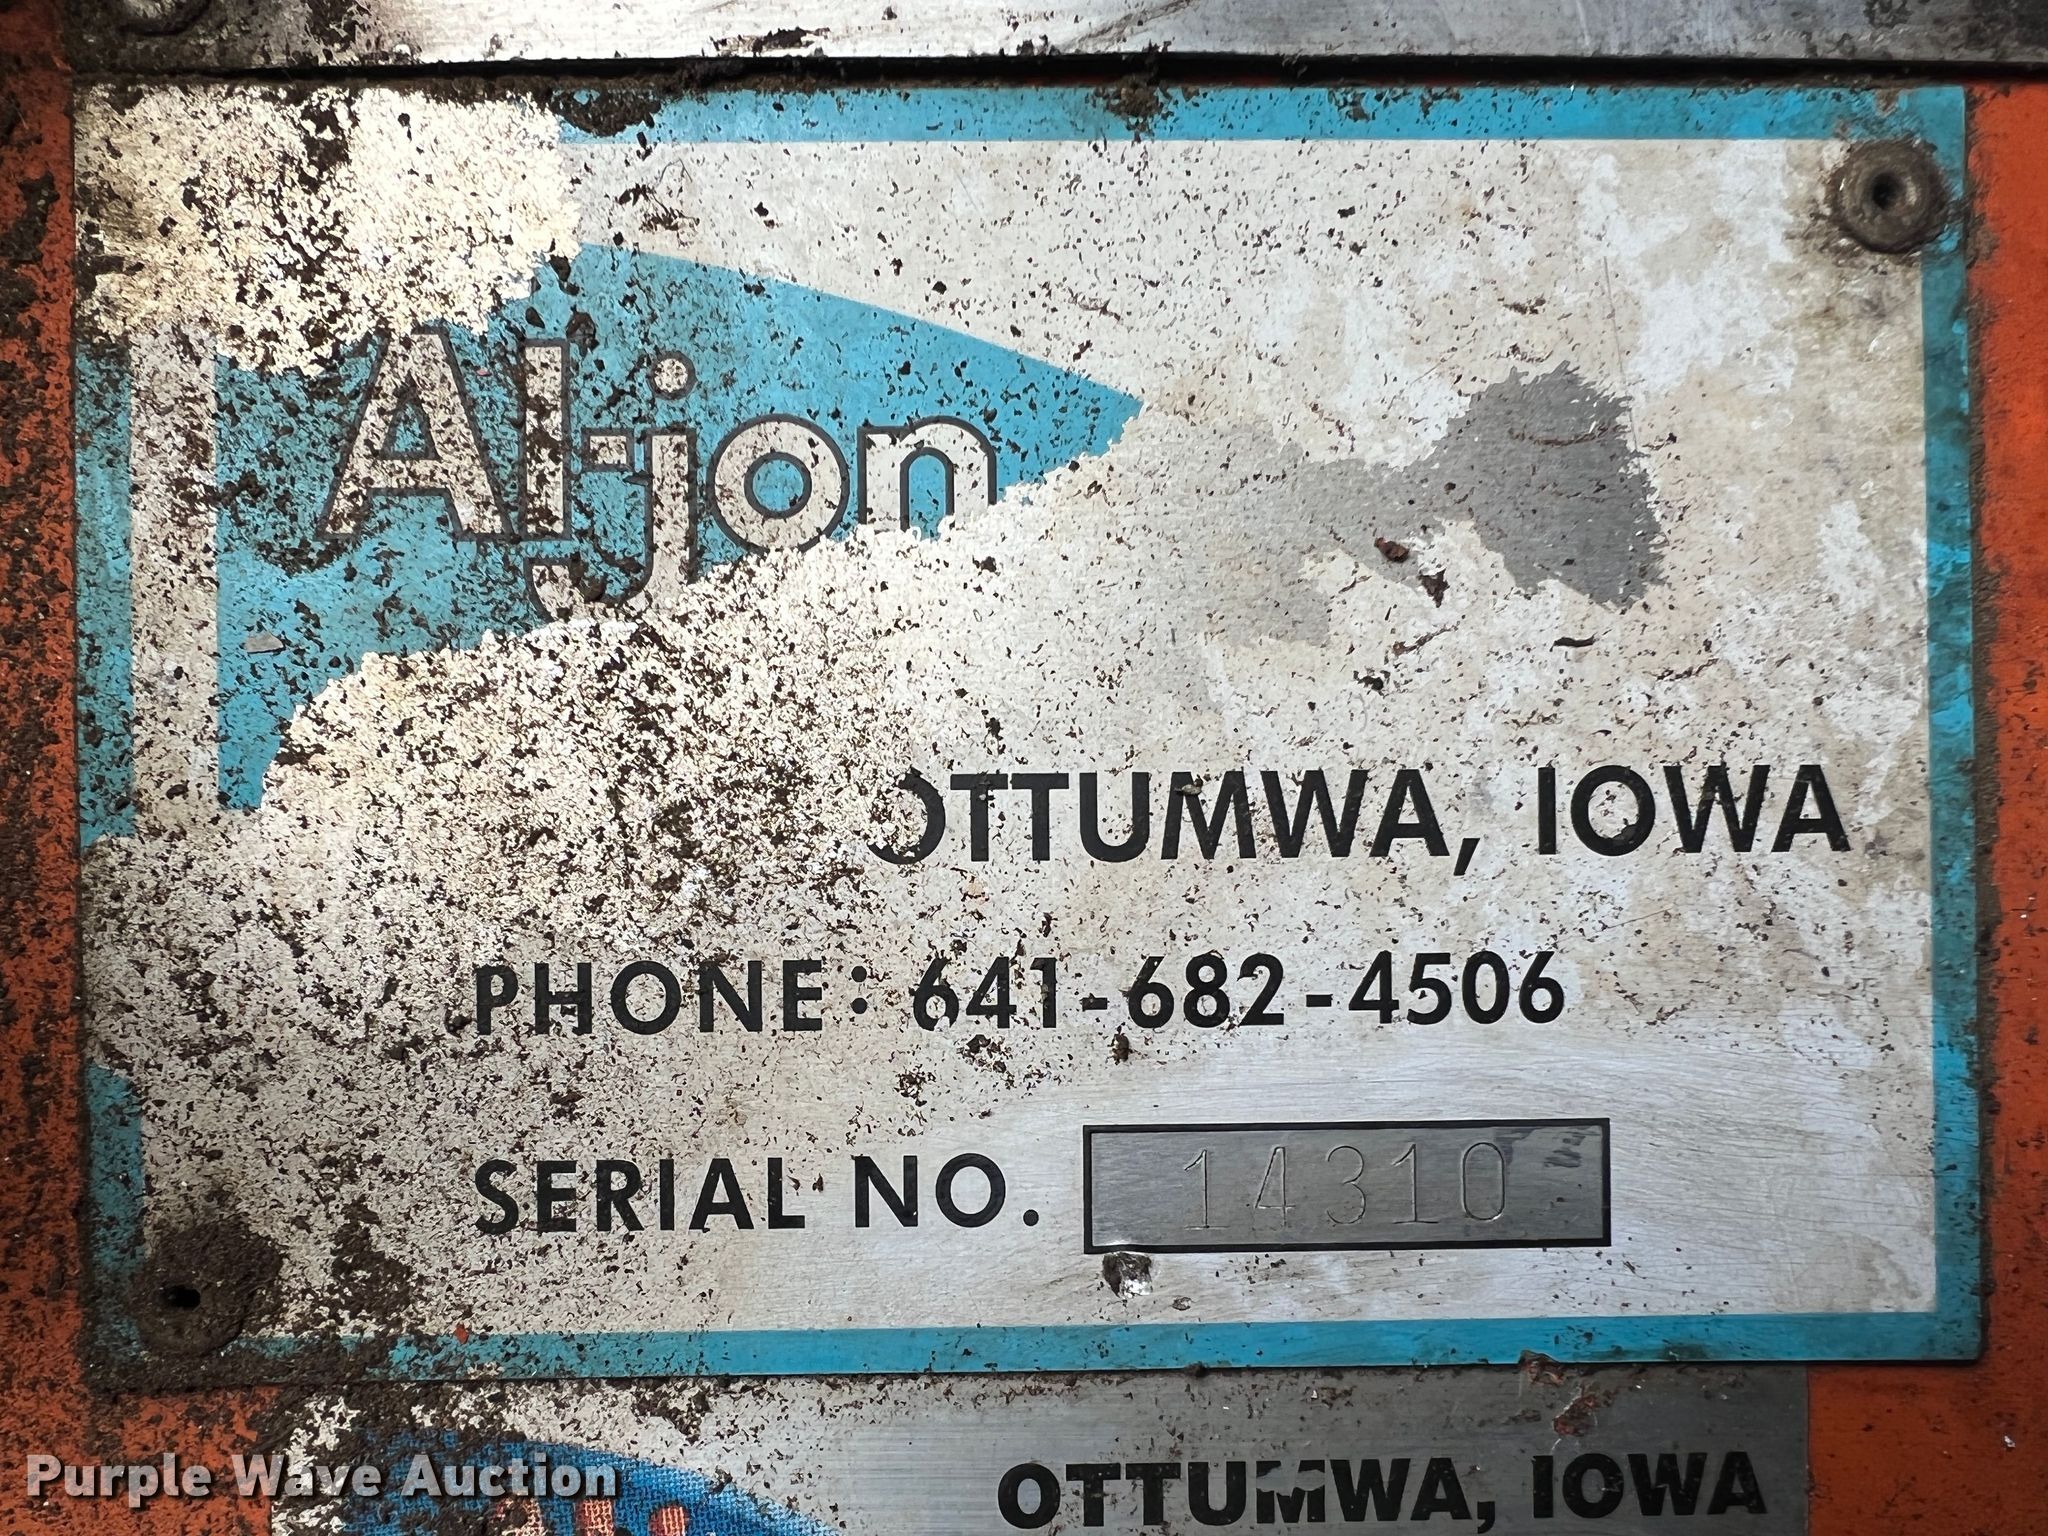 Al-jon
OTTUMWA, IOWA
PHONE: 641-682-4506
SERIAL NO. 14310
OTTUMWA, IOWA
Purple Wave Auction